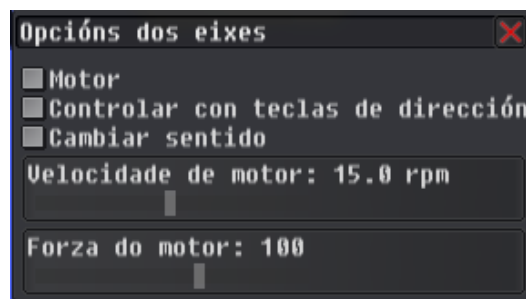 Opcións dos eixes
Motor
Controlar con teclas de dirección
Cambiar sentido
Velocidade de motor: 15.0 rpm
Forza do motor: 100